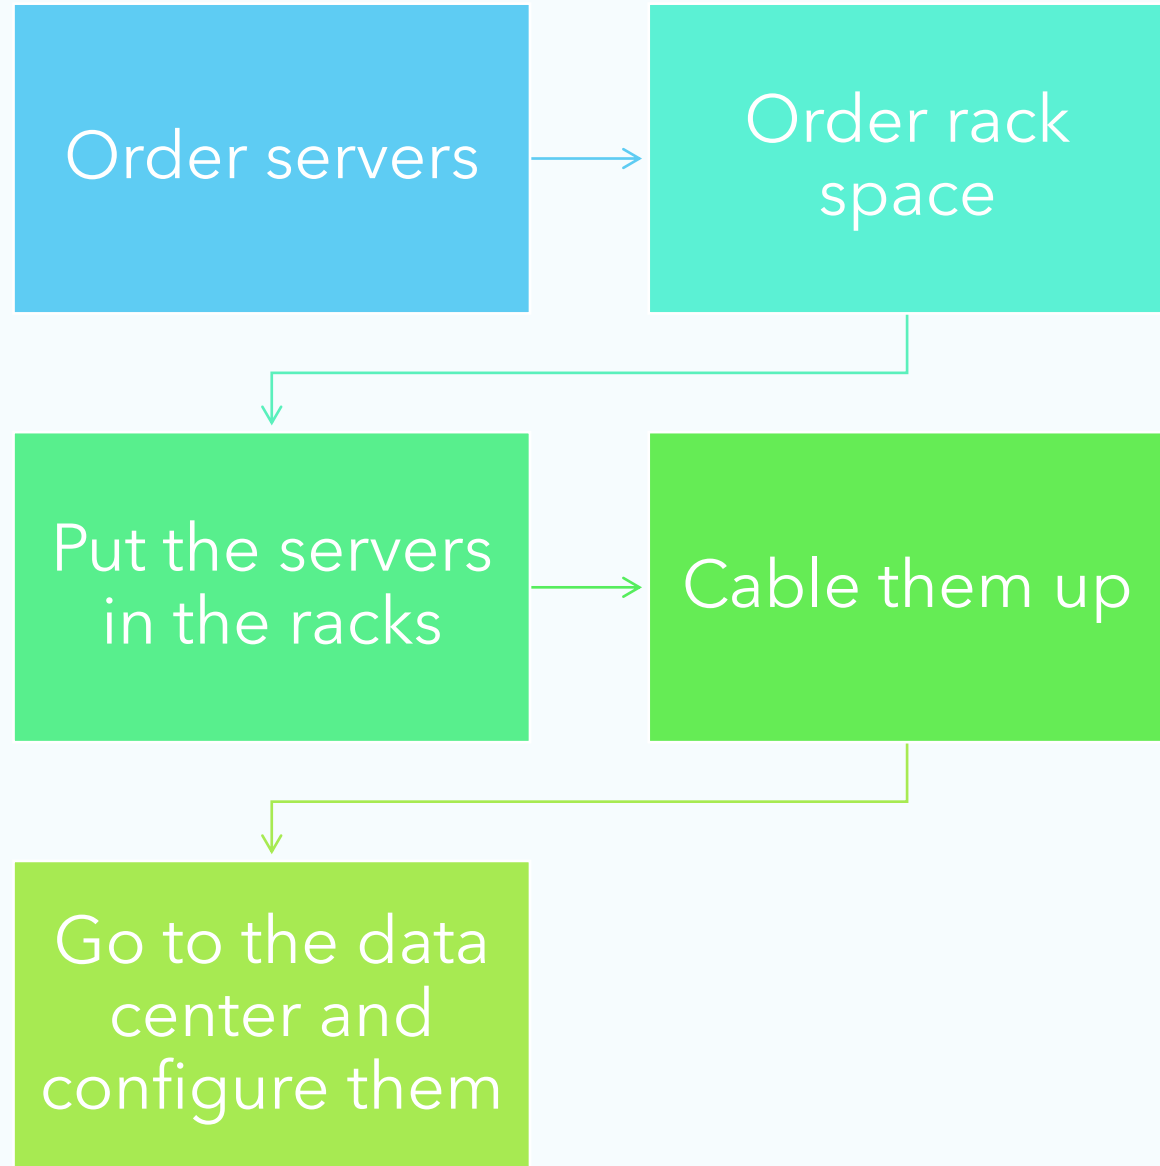 Order servers
Order rack
space
Put the servers
in the racks
Cable them up
Go to the data
center and
configure them